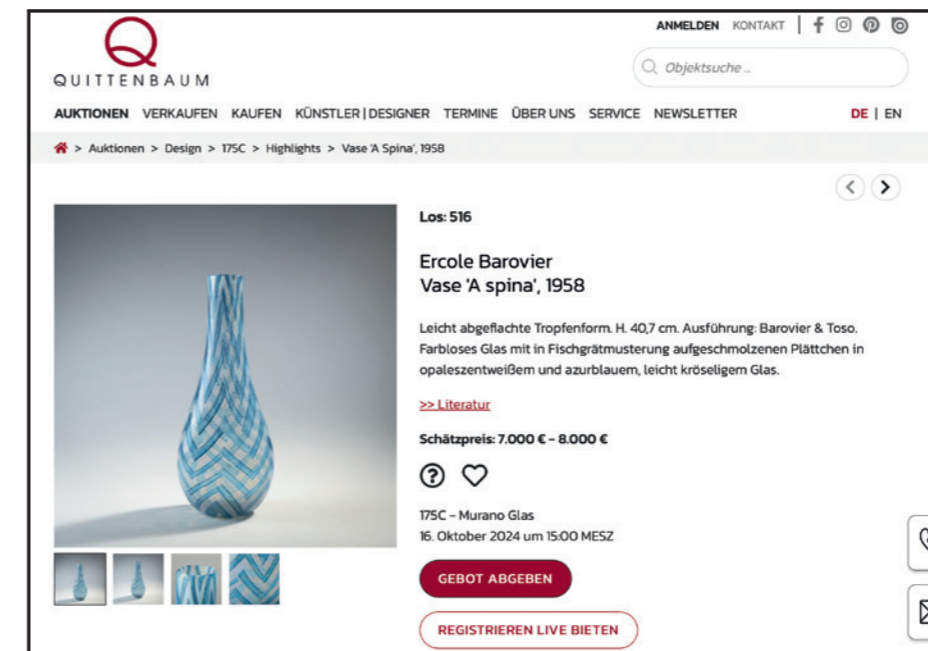 ANMELDEN KONTAKT
QUITTENBAUM
Objektsuche ...
AUKTIONEN VERKAUFEN KAUFEN KÜNSTLER | DESIGNER TERMINE ÜBER UNS SERVICE NEWSLETTER DE | EN
> Auktionen > Design > 175C > Highlights > Vase 'A Spina', 1958
Los: 516
Ercole Barovier
Vase 'A spina', 1958
Leicht abgeflachte Tropfenform. H. 40,7 cm. Ausführung: Barovier & Toso.
Farbloses Glas mit in Fischgrätmusterung aufgeschmolzenen Plättchen in
opaleszentweißem und azurblauem, leicht kröseligem Glas.
>> Literatur
Schätzpreis: 7.000 € - 8.000 €
175C - Murano Glas
16. Oktober 2024 um 15:00 MESZ
GEBOT ABGEBEN
REGISTRIEREN LIVE BIETEN